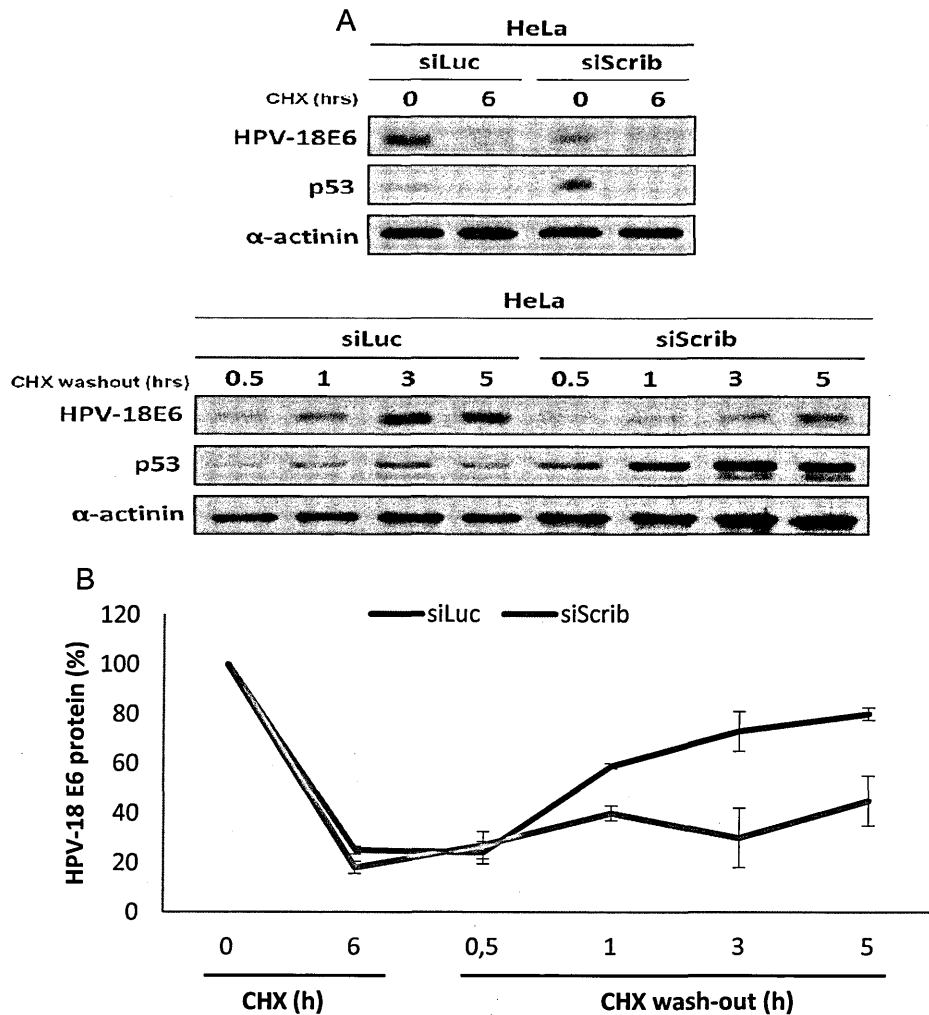 A
HeLa
siLuc siScrib
CHX (hrs) 0 6 0 6
HPV-18E6
p53
α-actinin
HeLa
siLuc siScrib
CHX washout (hrs) 0.5 1 3 5 0.5 1 3 5
HPV-18E6
p53
α-actinin
B
siLuc siScrib
HPV-18 E6 protein (%)
120
100
80
60
40
20
0
0 6 0,5 1 3 5
CHX (h) CHX wash-out (h)